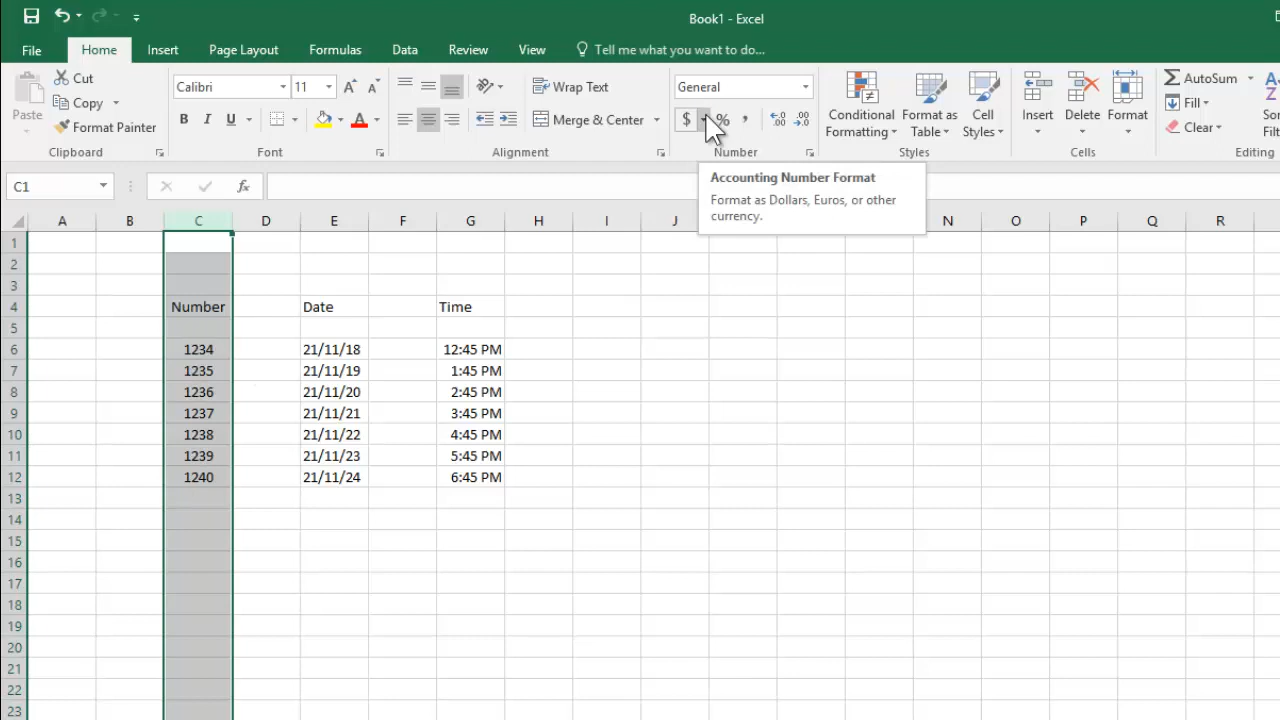 Book1 - Excel
File Home Insert Page Layout Formulas Data Review View Tell me what you want to do...
Paste
Cut
Copy
Format Painter
Clipboard
Calibri 11
B I U
Font
Wrap Text
Merge & Center
Alignment
General
$ % ,
Number
Conditional Formatting
Format as Table
Cell Styles
Styles
Insert
Delete
Format
Cells
AutoSum
Fill
Clear
Editing
C1
fx
Accounting Number Format
Format as Dollars, Euros, or other
currency.
A B C D E F G H I J N O P Q R
1
2
3
4 Number Date Time
5
6 1234 21/11/18 12:45 PM
7 1235 21/11/19 1:45 PM
8 1236 21/11/20 2:45 PM
9 1237 21/11/21 3:45 PM
10 1238 21/11/22 4:45 PM
11 1239 21/11/23 5:45 PM
12 1240 21/11/24 6:45 PM
13
14
15
16
17
18
19
20
21
22
23